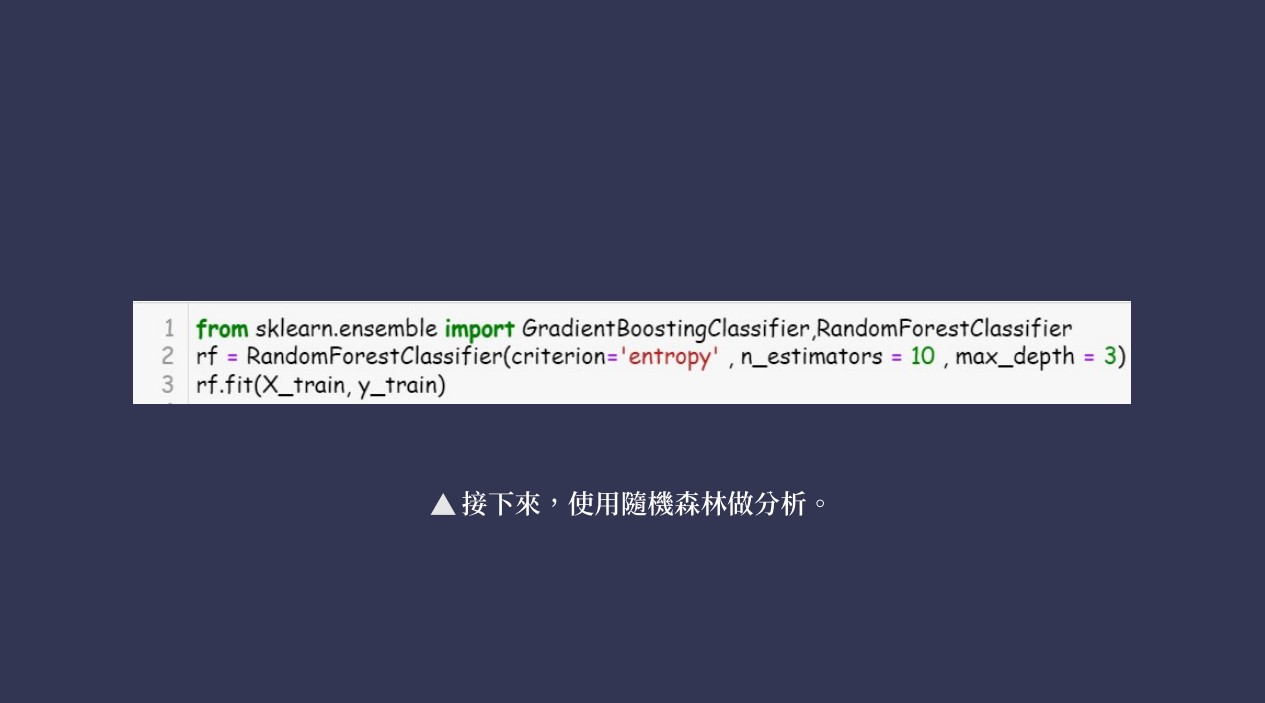 1 from sklearn.ensemble import GradientBoostingClassifier,RandomForestClassifier
2 rf = RandomForestClassifier(criterion='entropy' , n_estimators = 10 , max_depth = 3)
3 rf.fit(X_train, y_train)
▲接下來，使用隨機森林做分析。